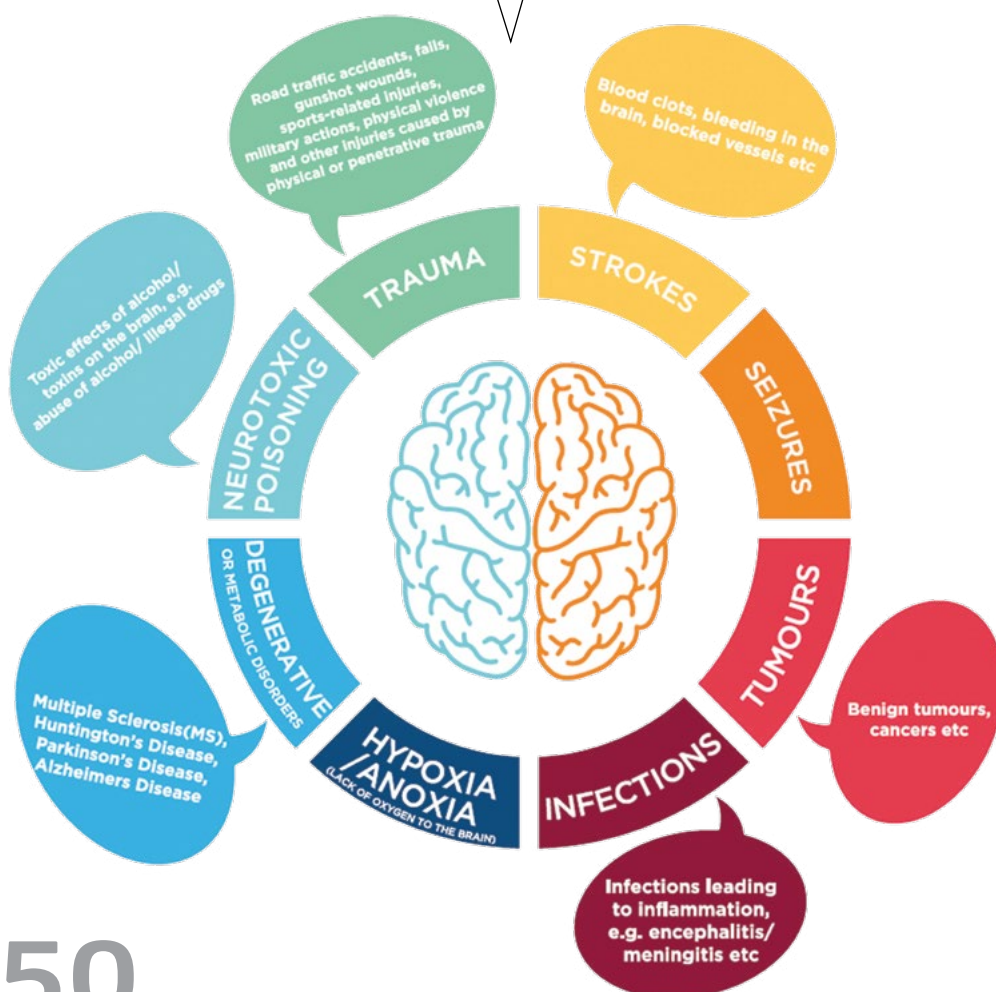 Road traffic accidents, falls,
gunshot wounds,
sports-related injuries,
military actions, physical violence
and other injuries caused by
physical or penetrative trauma
Blood clots, bleeding in the
brain, blocked vessels etc
TRAUMA
STROKES
Toxic effects of alcohol/
toxins on the brain, e.g.
abuse of alcohol/ illegal drugs
NEUROTOXIC
POISONING
SEIZURES
DEGENERATIVE
OR METABOLIC DISORDERS
TUMOURS
Multiple Sclerosis(MS),
Huntington's Disease,
Parkinson's Disease,
Alzheimers Disease
Benign tumours,
cancers etc
HYPOXIA
/ANOXIA
(LACK OF OXYGEN TO THE BRAIN)
INFECTIONS
Infections leading
to inflammation,
e.g. encephalitis/
meningitis etc
50